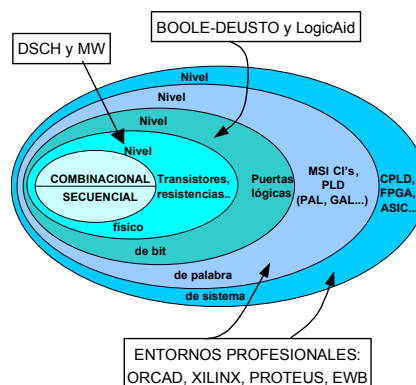 DSCH y MW
BOOLE-DEUSTO y LogicAid
Nivel
Nivel
Nivel
Nivel
COMBINACIONAL
SECUENCIAL
Transistores,
resistencias..
Puertas
lógicas
MSI CI's,
PLD
(PAL, GAL...)
CPLD,
FPGA,
ASIC...
físico
de bit
de palabra
de sistema
ENTORNOS PROFESIONALES:
ORCAD, XILINX, PROTEUS, EWB